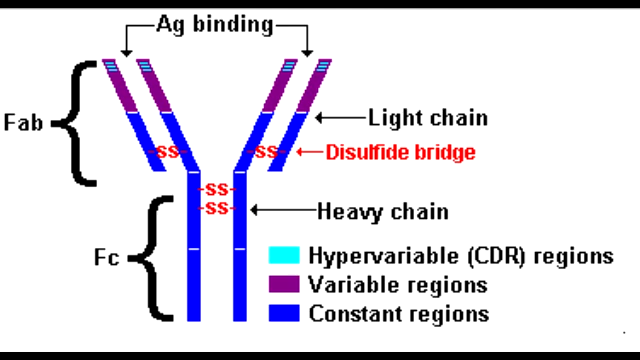 Ag binding
Fab
Light chain
SS
SS
Disulfide bridge
SS
SS
Heavy chain
Fc
Hypervariable (CDR) regions
Variable regions
Constant regions